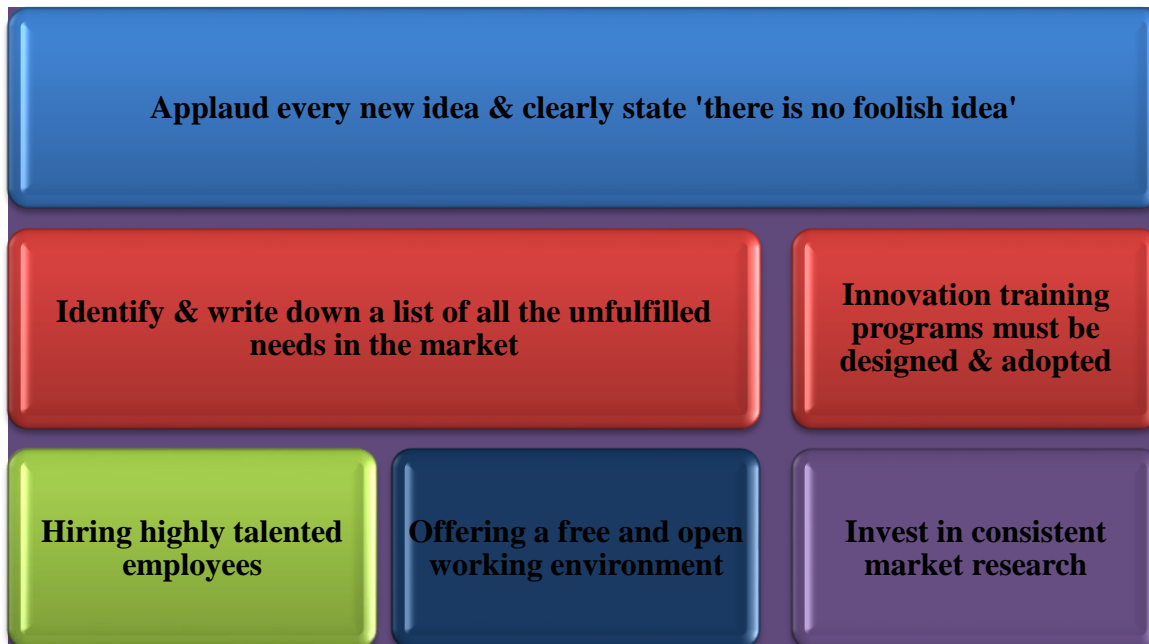 Applaud every new idea & clearly state 'there is no foolish idea'
Identify & write down a list of all the unfulfilled
needs in the market
Innovation training
programs must be
designed & adopted
Hiring highly talented
employees
Offering a free and open
working environment
Invest in consistent
market research